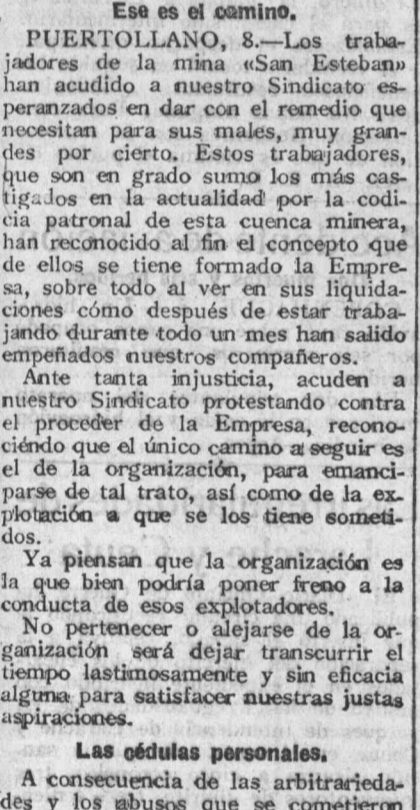 Ese es el camino.
PUERTOLLANO, 8.—Los traba-
jadores de la mina «San Esteban»
han acudido a nuestro Sindicato es-
peranzados en dar con el remedio que
necesitan para sus males, muy gran-
des por cierto. Estos trabajadores,
que son en grado sumo los más cas-
tigados en la actualidad por la codi-
cia patronal de esta cuenca minera,
han reconocido al fin el concepto que
de ellos se tiene formado la Empre-
sa, sobre todo al ver en sus liquida-
ciones cómo después de estar traba-
jando durante todo un mes han salido
empeñados nuestros compañeros.
Ante tanta injusticia, acuden a
nuestro Sindicato protestando contra
el proceder de la Empresa, recono-
ciéndo que el único camino a seguir es
el de la organización, para emanci-
parse de tal trato, así como de la ex-
plotación a que se los tiene someti-
dos.
Ya piensan que la organización es
la que bien podría poner freno a la
conducta de esos explotadores.
No pertenecer o alejarse de la or-
ganización será dejar transcurrir el
tiempo lastimosamente y sin eficacia
alguna para satisfacer nuestras justas
aspiraciones.
Las cédulas personales.
A consecuencia de las arbitrarieda-
des y los abusos que se cometieron